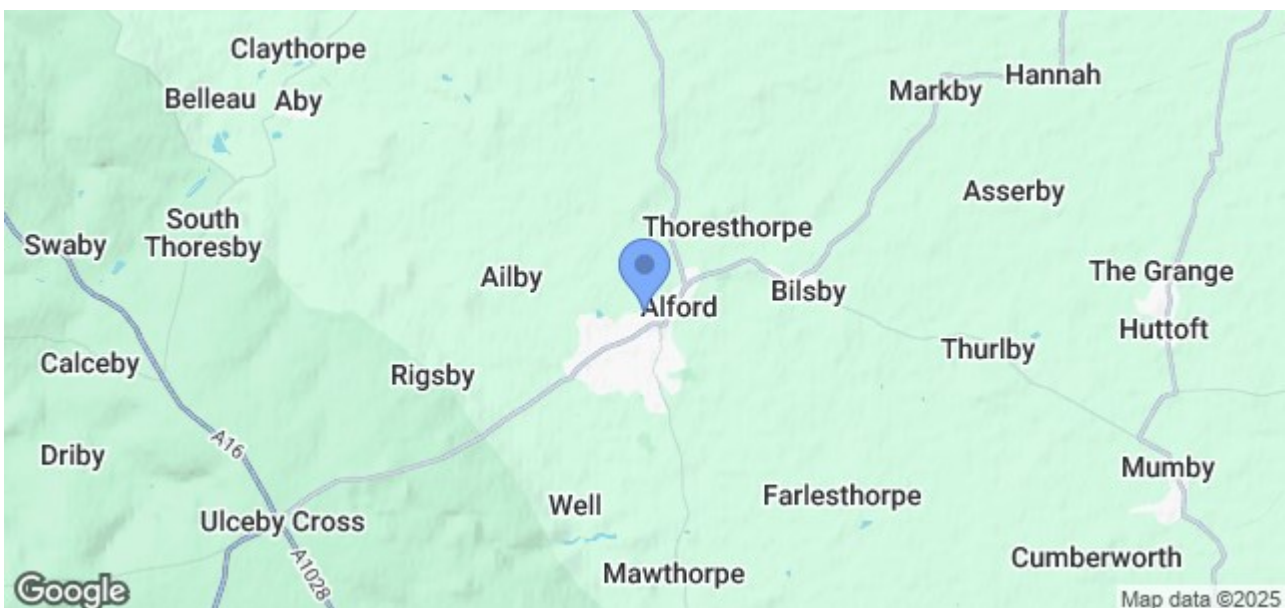 Claythorpe
Belleau
Aby
Hannah
Markby
Asserby
South
Thoresby
Swaby
Thoresthorpe
Ailby
Alford
Bilsby
The Grange
Huttoft
Calceby
Rigsby
Thurlby
A16
Driby
Mumby
Well
Farlesthorpe
Ulceby Cross
A1028
Mawthorpe
Cumberworth
Google
Map data ©2025